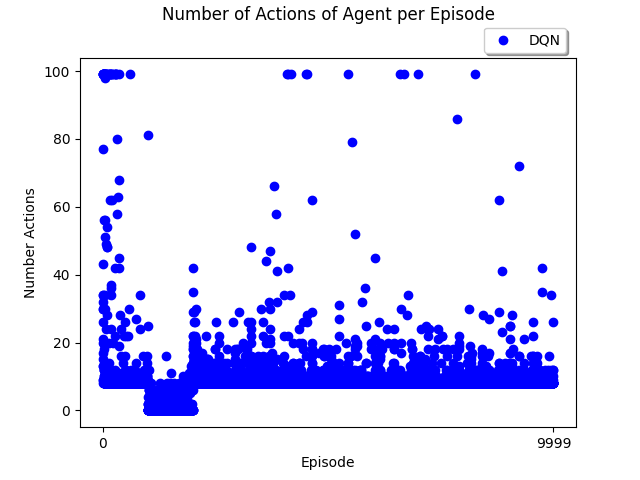 Number of Actions of Agent per Episode
DQN
100
80
60
40
20
0
Number Actions
0
9999
Episode